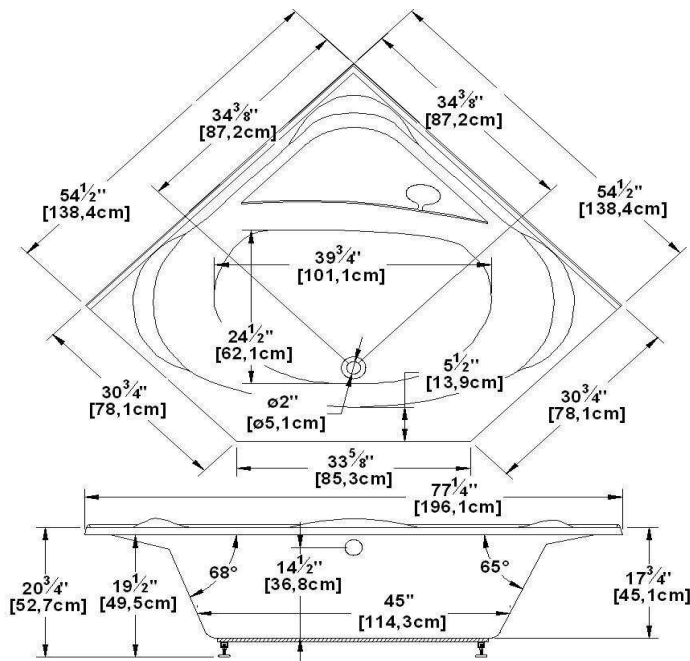 34 3/8"
[87,2cm]
34 3/8"
[87,2cm]
54 1/2"
[138,4cm]
54 1/2"
[138,4cm]
39 3/4"
[101,1cm]
24 1/2"
[62,1cm]
5 1/2"
[13,9cm]
30 3/4"
[78,1cm]
ø2"
[ø5,1cm]
30 3/4"
[78,1cm]
33 5/8"
[85,3cm]
77 1/4"
[196,1cm]
20 3/4"
[52,7cm]
19 1/2"
[49,5cm]
68°
14 1/2"
[36,8cm]
65°
17 3/4"
[45,1cm]
45"
[114,3cm]